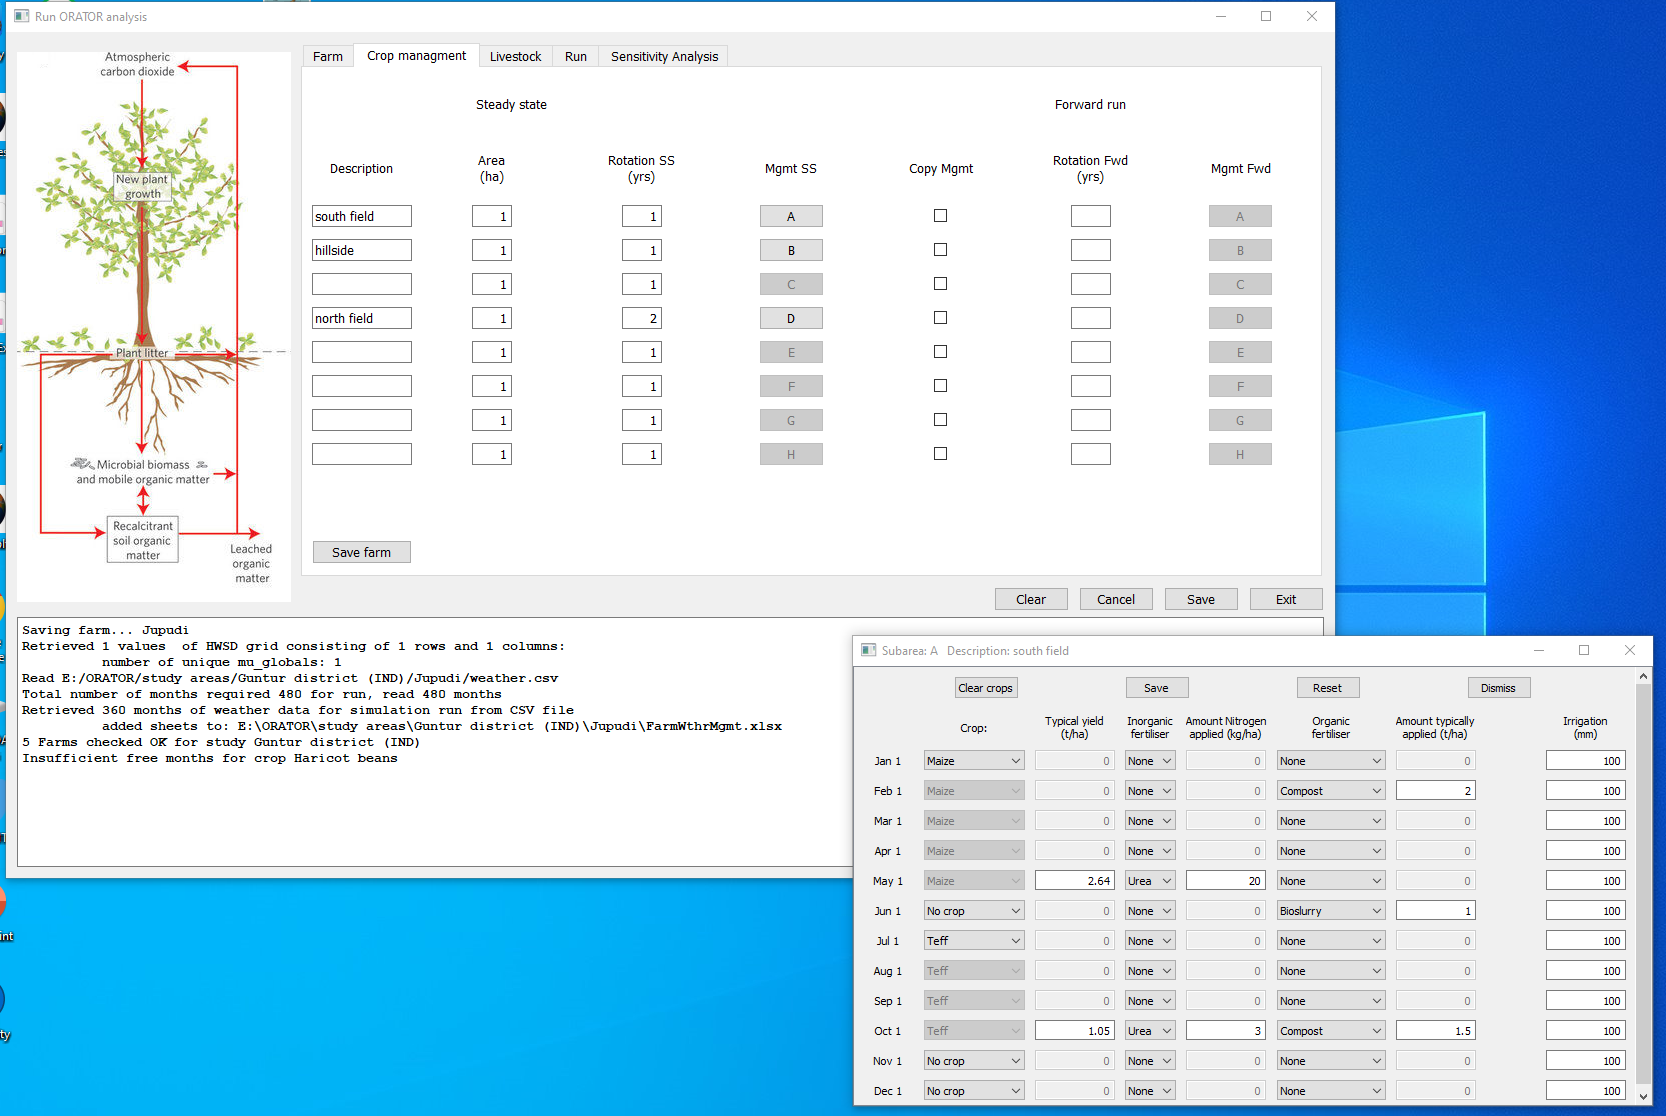 Run ORATOR analysis
Atmospheric
carbon dioxide
New plant
growth
Plant litter
Microbial biomass
and mobile organic matter
Recalcitrant
soil organic
matter
Leached
organic
matter
Farm Crop managment Livestock Run Sensitivity Analysis
Steady state Forward run
Description Area (ha) Rotation SS (yrs) Mgmt SS Copy Mgmt Rotation Fwd (yrs) Mgmt Fwd
south field 1 1 A A
hillside 1 1 B B
1 1 C C
north field 1 2 D D
1 1 E E
1 1 F F
1 1 G G
1 1 H H
Save farm
Clear Cancel Save Exit
Saving farm... Jupudi
Retrieved 1 values of HWSD grid consisting of 1 rows and 1 columns:
number of unique mu_globals: 1
Read E:/ORATOR/study areas/Guntur district (IND)/Jupudi/weather.csv
Total number of months required 480 for run, read 480 months
Retrieved 360 months of weather data for simulation run from CSV file
added sheets to: E:\ORATOR\study areas\Guntur district (IND)\Jupudi\FarmWthrMgmt.xlsx
5 Farms checked OK for study Guntur district (IND)
Insufficient free months for crop Haricot beans
Subarea: A Description: south field
Clear crops Save Reset Dismiss
Crop: Typical yield (t/ha) Inorganic fertiliser Amount Nitrogen applied (kg/ha) Organic fertiliser Amount typically applied (t/ha) Irrigation (mm)
Jan 1 Maize 0 None 0 None 0 100
Feb 1 Maize 0 None 0 Compost 2 100
Mar 1 Maize 0 None 0 None 0 100
Apr 1 Maize 0 None 0 None 0 100
May 1 Maize 2.64 Urea 20 None 0 100
Jun 1 No crop 0 None 0 Bioslurry 1 100
Jul 1 Teff 0 None 0 None 0 100
Aug 1 Teff 0 None 0 None 0 100
Sep 1 Teff 0 None 0 None 0 100
Oct 1 Teff 1.05 Urea 3 Compost 1.5 100
Nov 1 No crop 0 None 0 None 0 100
Dec 1 No crop 0 None 0 None 0 100